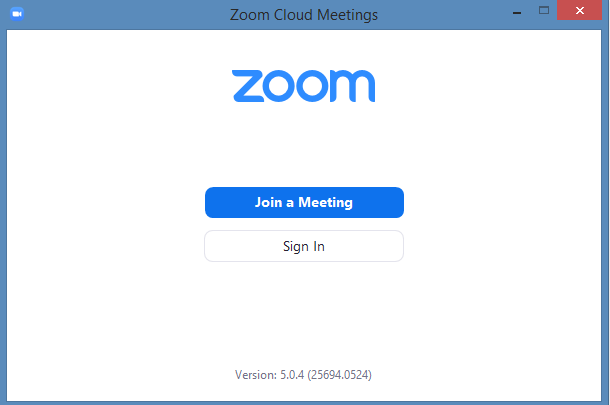 Zoom Cloud Meetings
zoom
Join a Meeting
Sign In
Version: 5.0.4 (25694.0524)